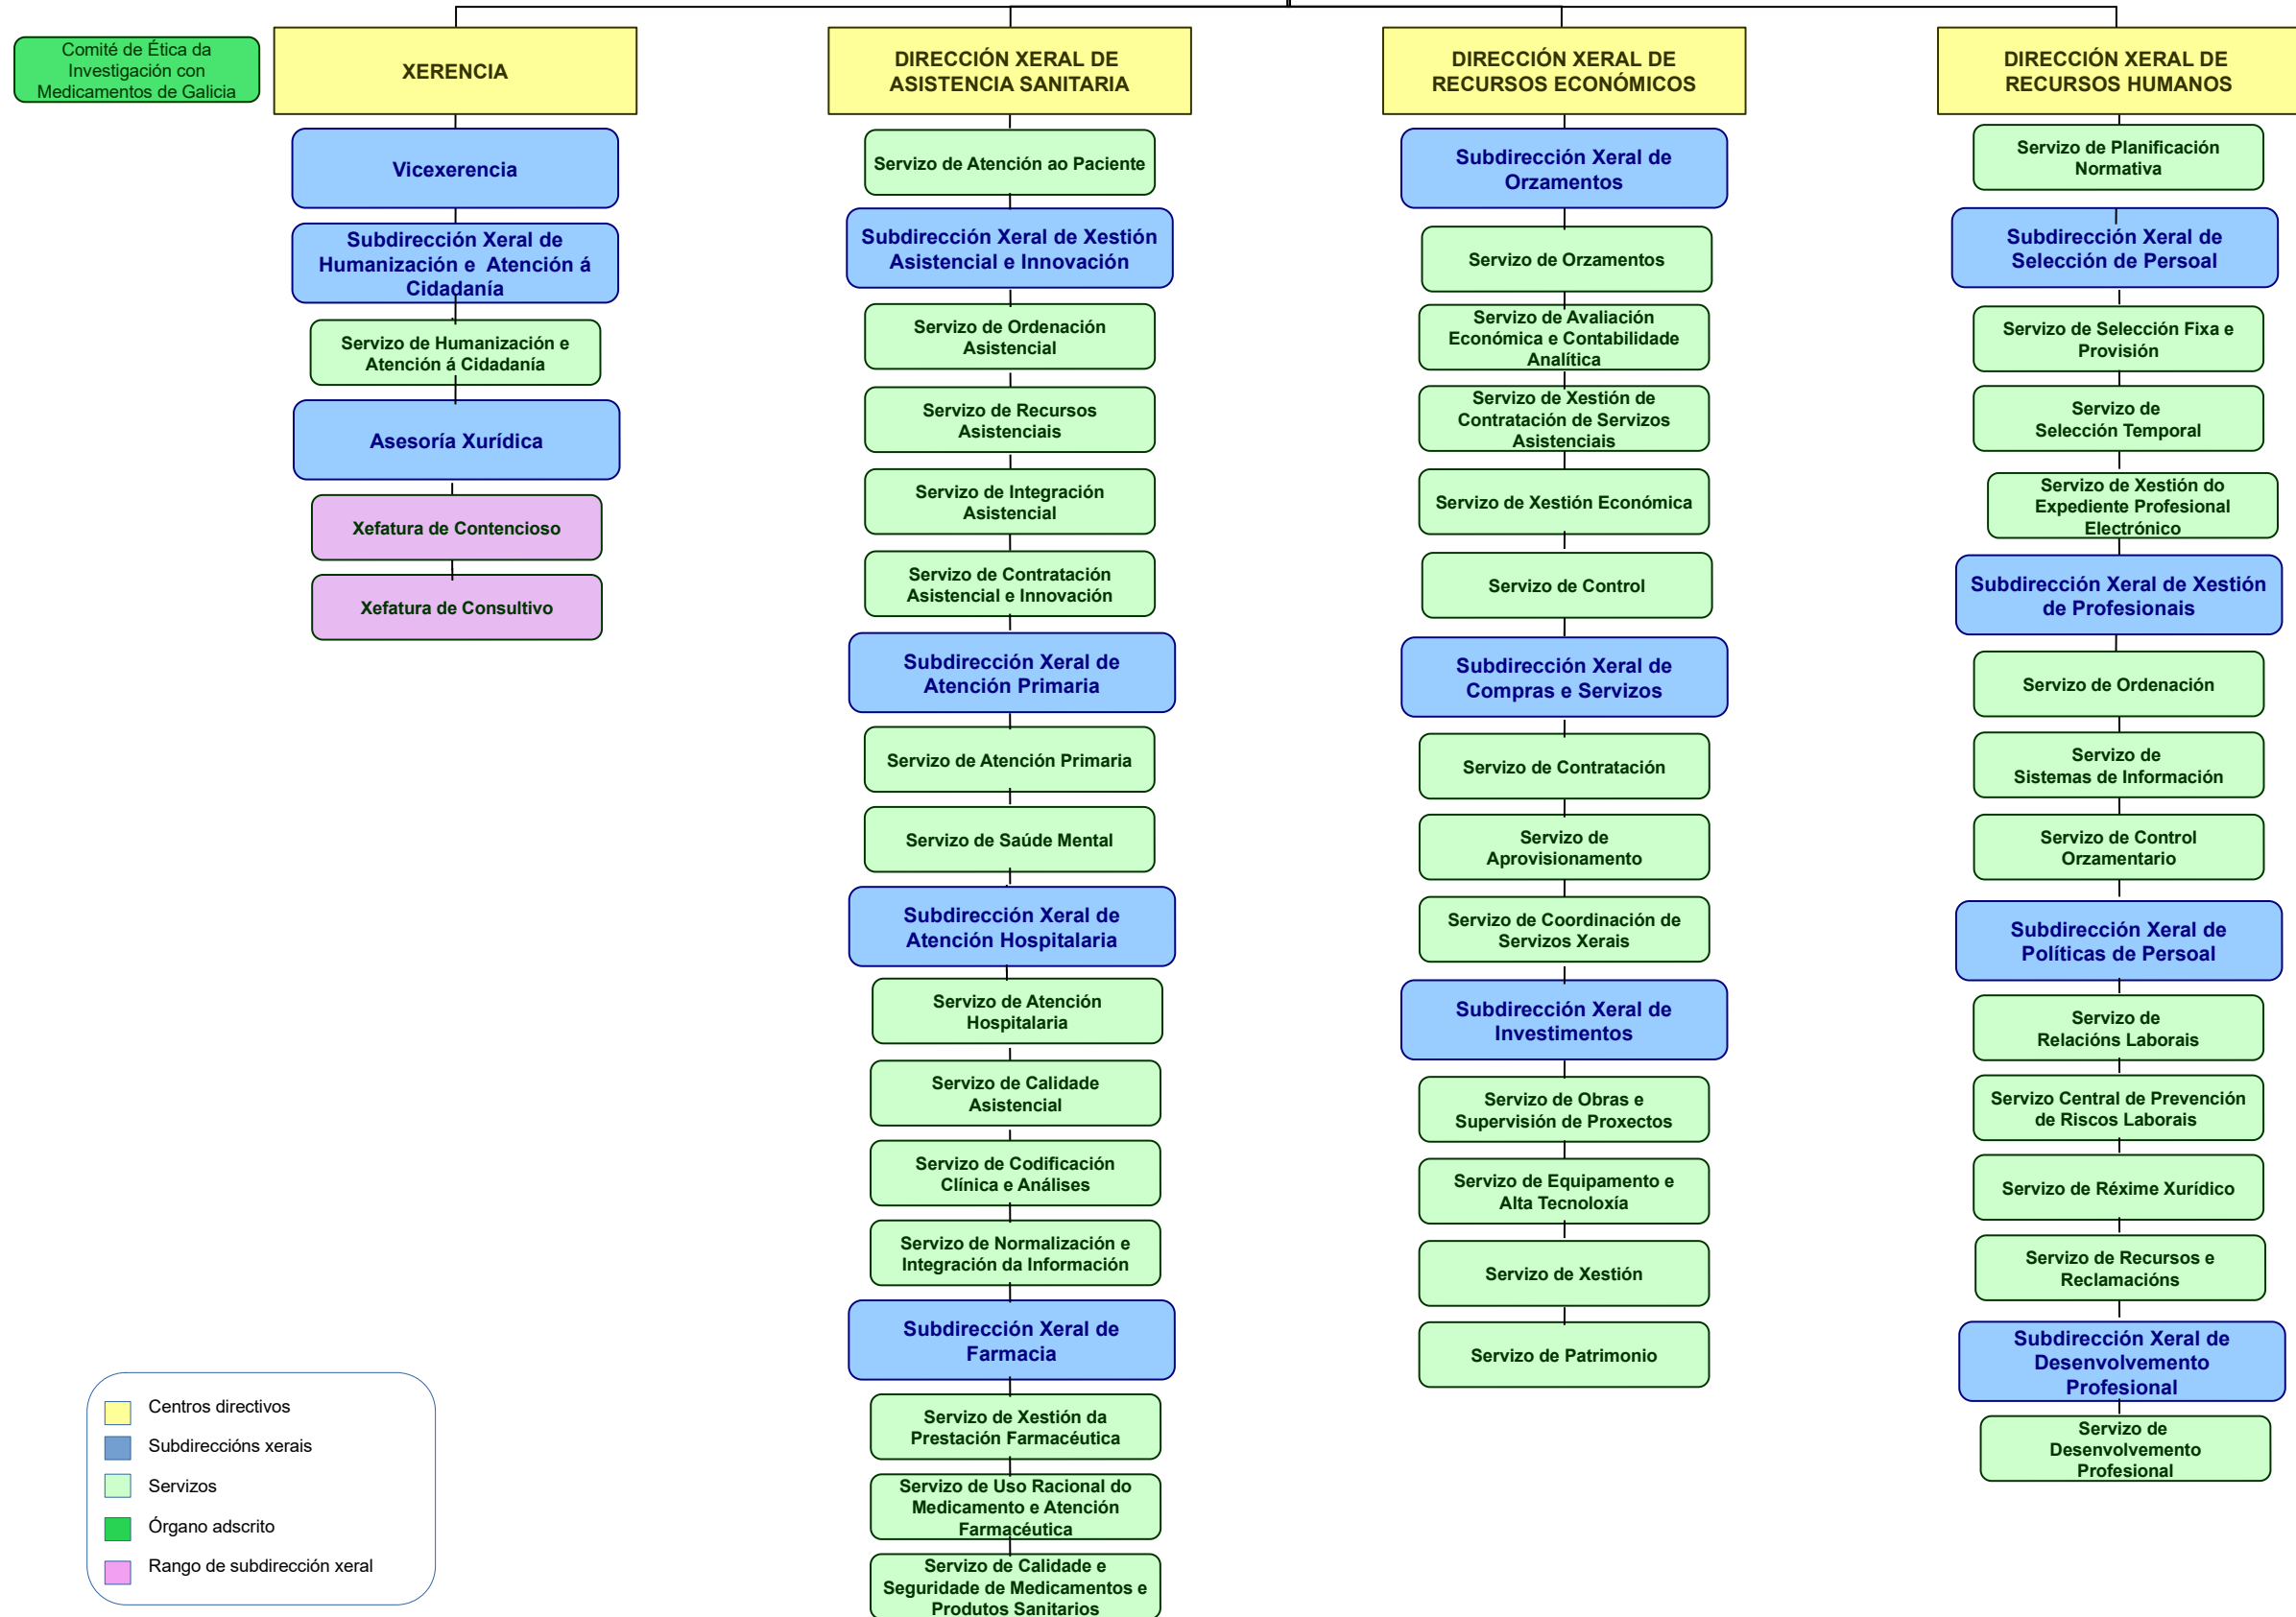 Comité de Ética da
Investigación con
Medicamentos de Galicia
XERENCIA
Vicexerencia
Subdirección Xeral de
Humanización e Atención á
Cidadanía
Servizo de Humanización e
Atención á Cidadanía
Asesoría Xurídica
Xefatura de Contencioso
Xefatura de Consultivo
DIRECCIÓN XERAL DE
ASISTENCIA SANITARIA
Servizo de Atención ao Paciente
Subdirección Xeral de Xestión
Asistencial e Innovación
Servizo de Ordenación
Asistencial
Servizo de Recursos
Asistenciais
Servizo de Integración
Asistencial
Servizo de Contratación
Asistencial e Innovación
Subdirección Xeral de
Atención Primaria
Servizo de Atención Primaria
Servizo de Saúde Mental
Subdirección Xeral de
Atención Hospitalaria
Servizo de Atención
Hospitalaria
Servizo de Calidade
Asistencial
Servizo de Codificación
Clínica e Análises
Servizo de Normalización e
Integración da Información
Subdirección Xeral de
Farmacia
Servizo de Xestión da
Prestación Farmacéutica
Servizo de Uso Racional do
Medicamento e Atención
Farmacéutica
Servizo de Calidade e
Seguridade de Medicamentos e
Produtos Sanitarios
DIRECCIÓN XERAL DE
RECURSOS ECONÓMICOS
Subdirección Xeral de
Orzamentos
Servizo de Orzamentos
Servizo de Avaliación
Económica e Contabilidade
Analítica
Servizo de Xestión de
Contratación de Servizos
Asistenciais
Servizo de Xestión Económica
Servizo de Control
Subdirección Xeral de
Compras e Servizos
Servizo de Contratación
Servizo de
Aprovisionamento
Servizo de Coordinación de
Servizos Xerais
Subdirección Xeral de
Investimentos
Servizo de Obras e
Supervisión de Proxectos
Servizo de Equipamento e
Alta Tecnoloxía
Servizo de Xestión
Servizo de Patrimonio
DIRECCIÓN XERAL DE
RECURSOS HUMANOS
Servizo de Planificación
Normativa
Subdirección Xeral de
Selección de Persoal
Servizo de Selección Fixa e
Provisión
Servizo de
Selección Temporal
Servizo de Xestión do
Expediente Profesional
Electrónico
Subdirección Xeral de Xestión
de Profesionais
Servizo de Ordenación
Servizo de
Sistemas de Información
Servizo de Control
Orzamentario
Subdirección Xeral de
Políticas de Persoal
Servizo de
Relacións Laborais
Servizo Central de Prevención
de Riscos Laborais
Servizo de Réxime Xurídico
Servizo de Recursos e
Reclamacións
Subdirección Xeral de
Desenvolvemento
Profesional
Servizo de
Desenvolvemento
Profesional
Centros directivos
Subdireccións xerais
Servizos
Órgano adscrito
Rango de subdirección xeral